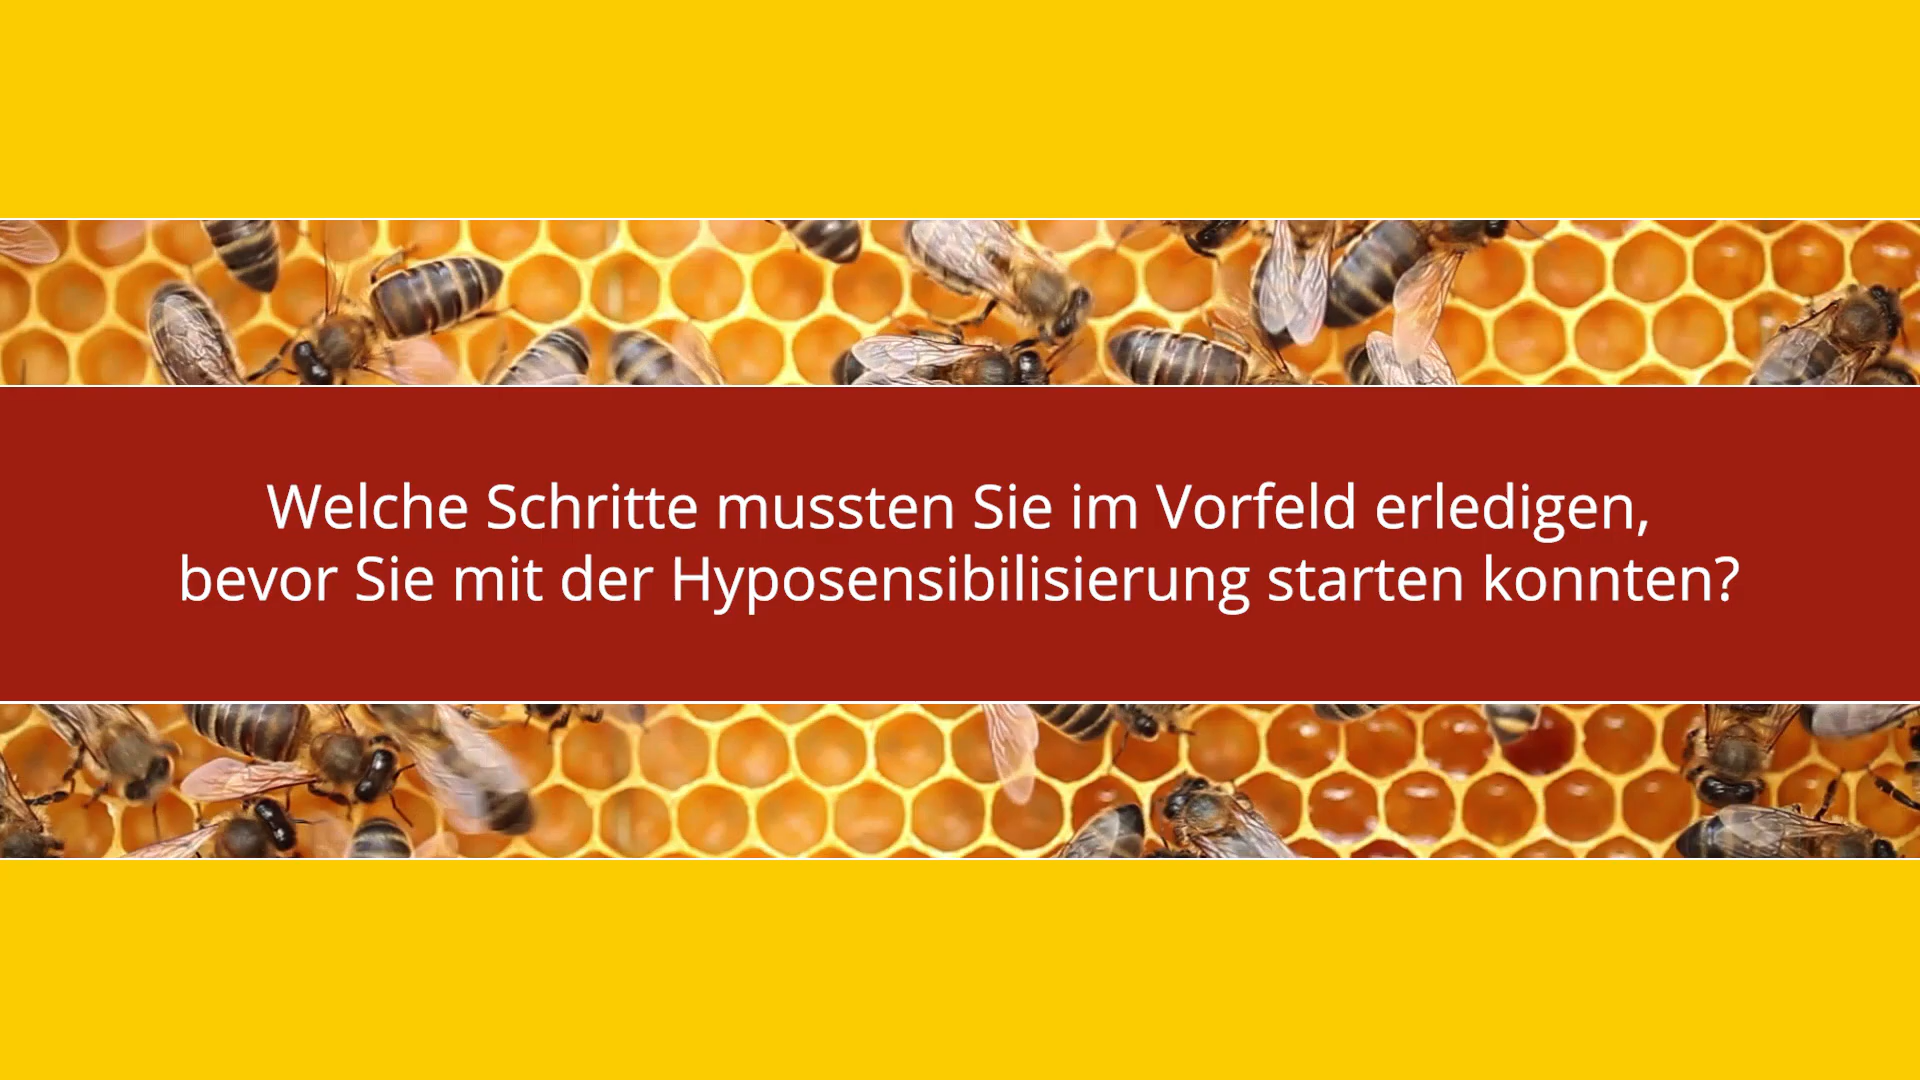 Welche Schritte mussten Sie im Vorfeld erledigen,
bevor Sie mit der Hyposensibilisierung starten konnten?